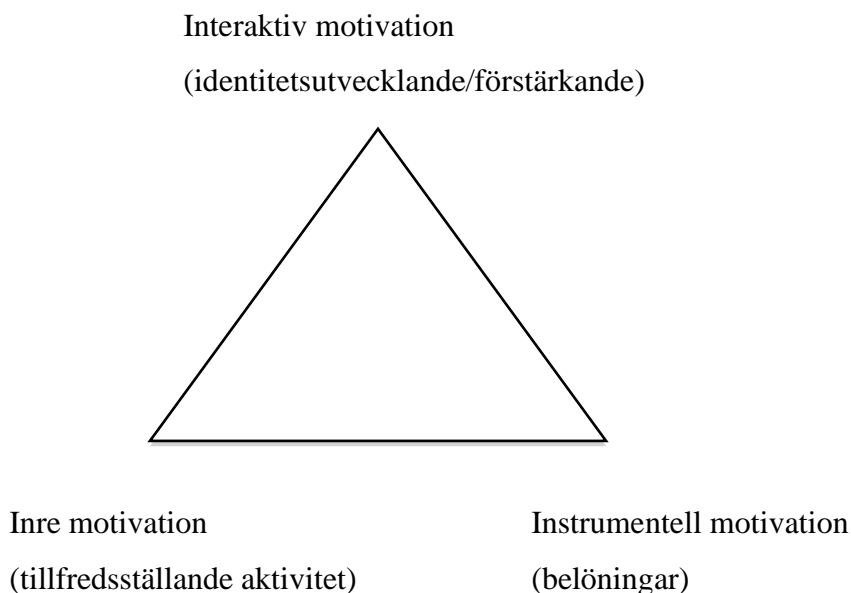 Interaktiv motivation
(identitetsutvecklande/förstärkande)
Inre motivation
(tillfredsställande aktivitet)
Instrumentell motivation
(belöningar)